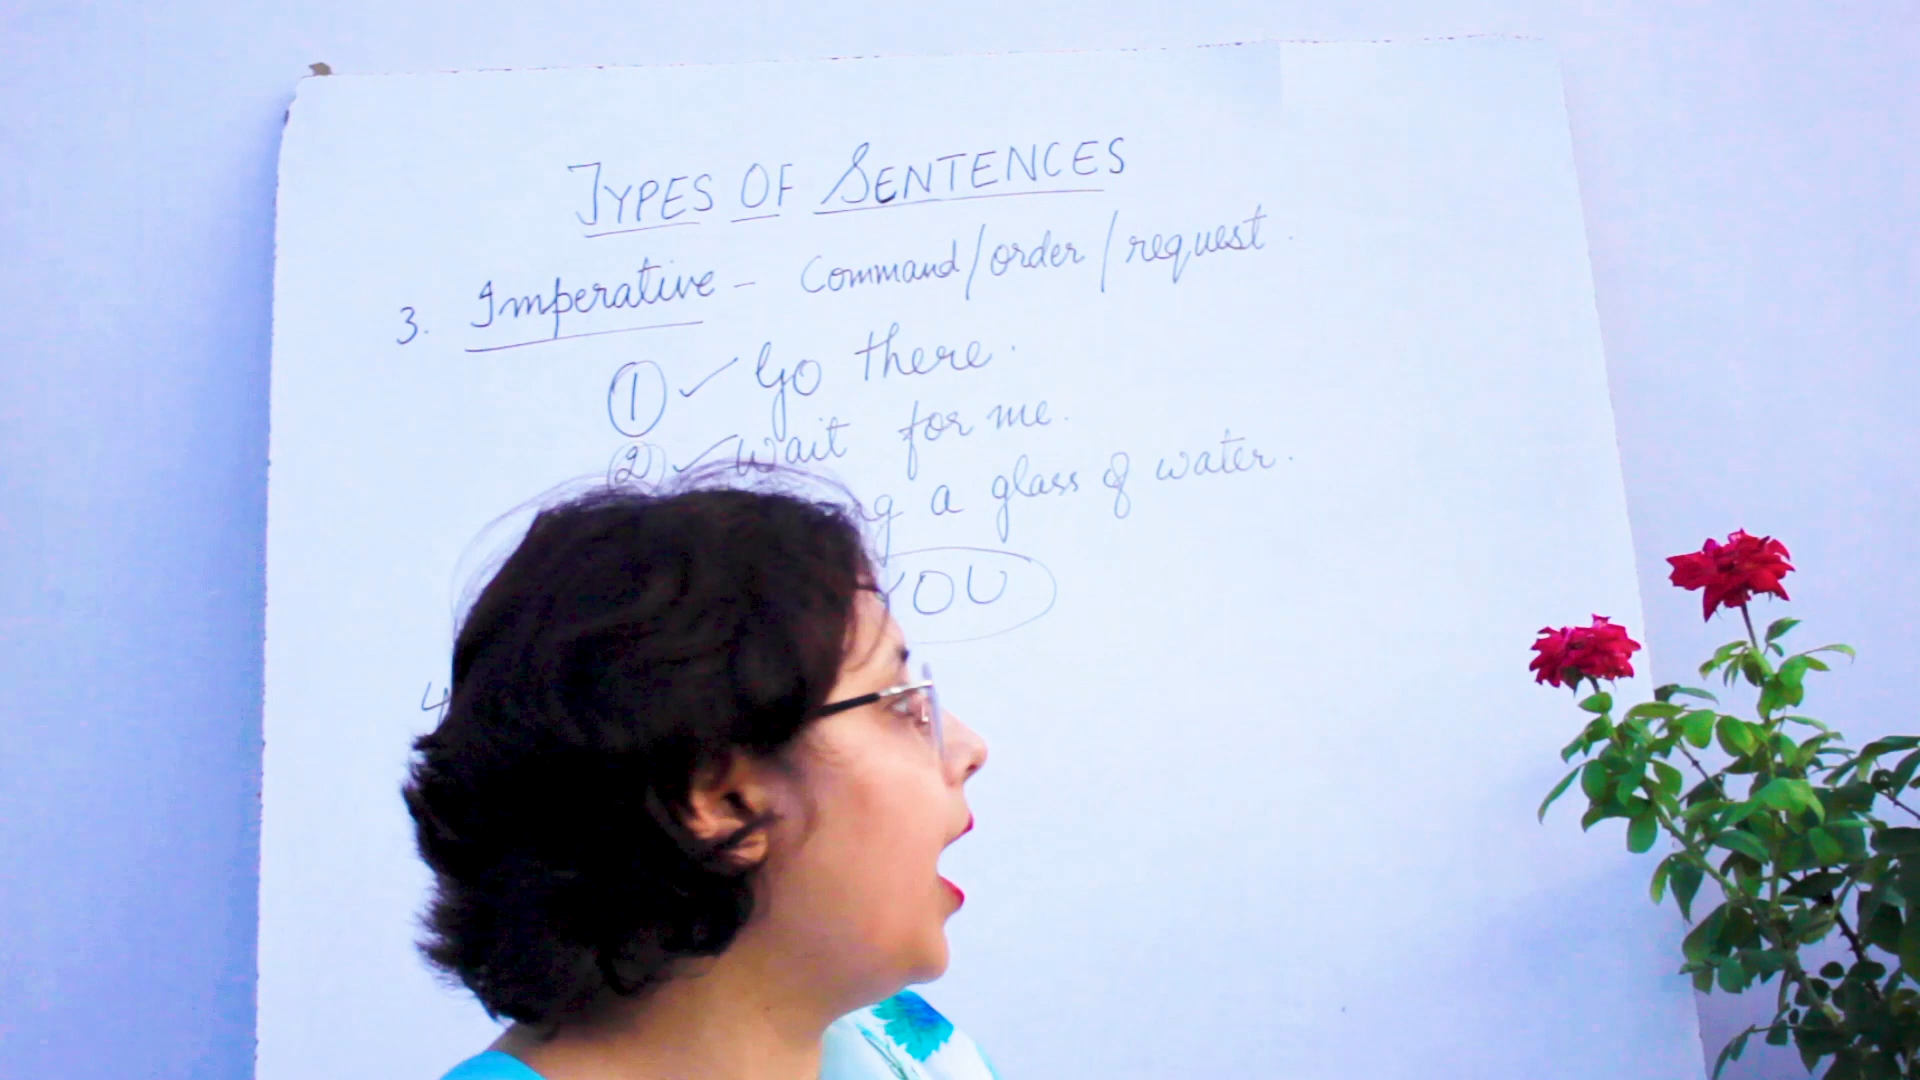 TYPES OF SENTENCES
3. Imperative - Command/order/request.
1 ✓ Go there.
2 ✓ Wait for me.
a glass of water.
YOU
4